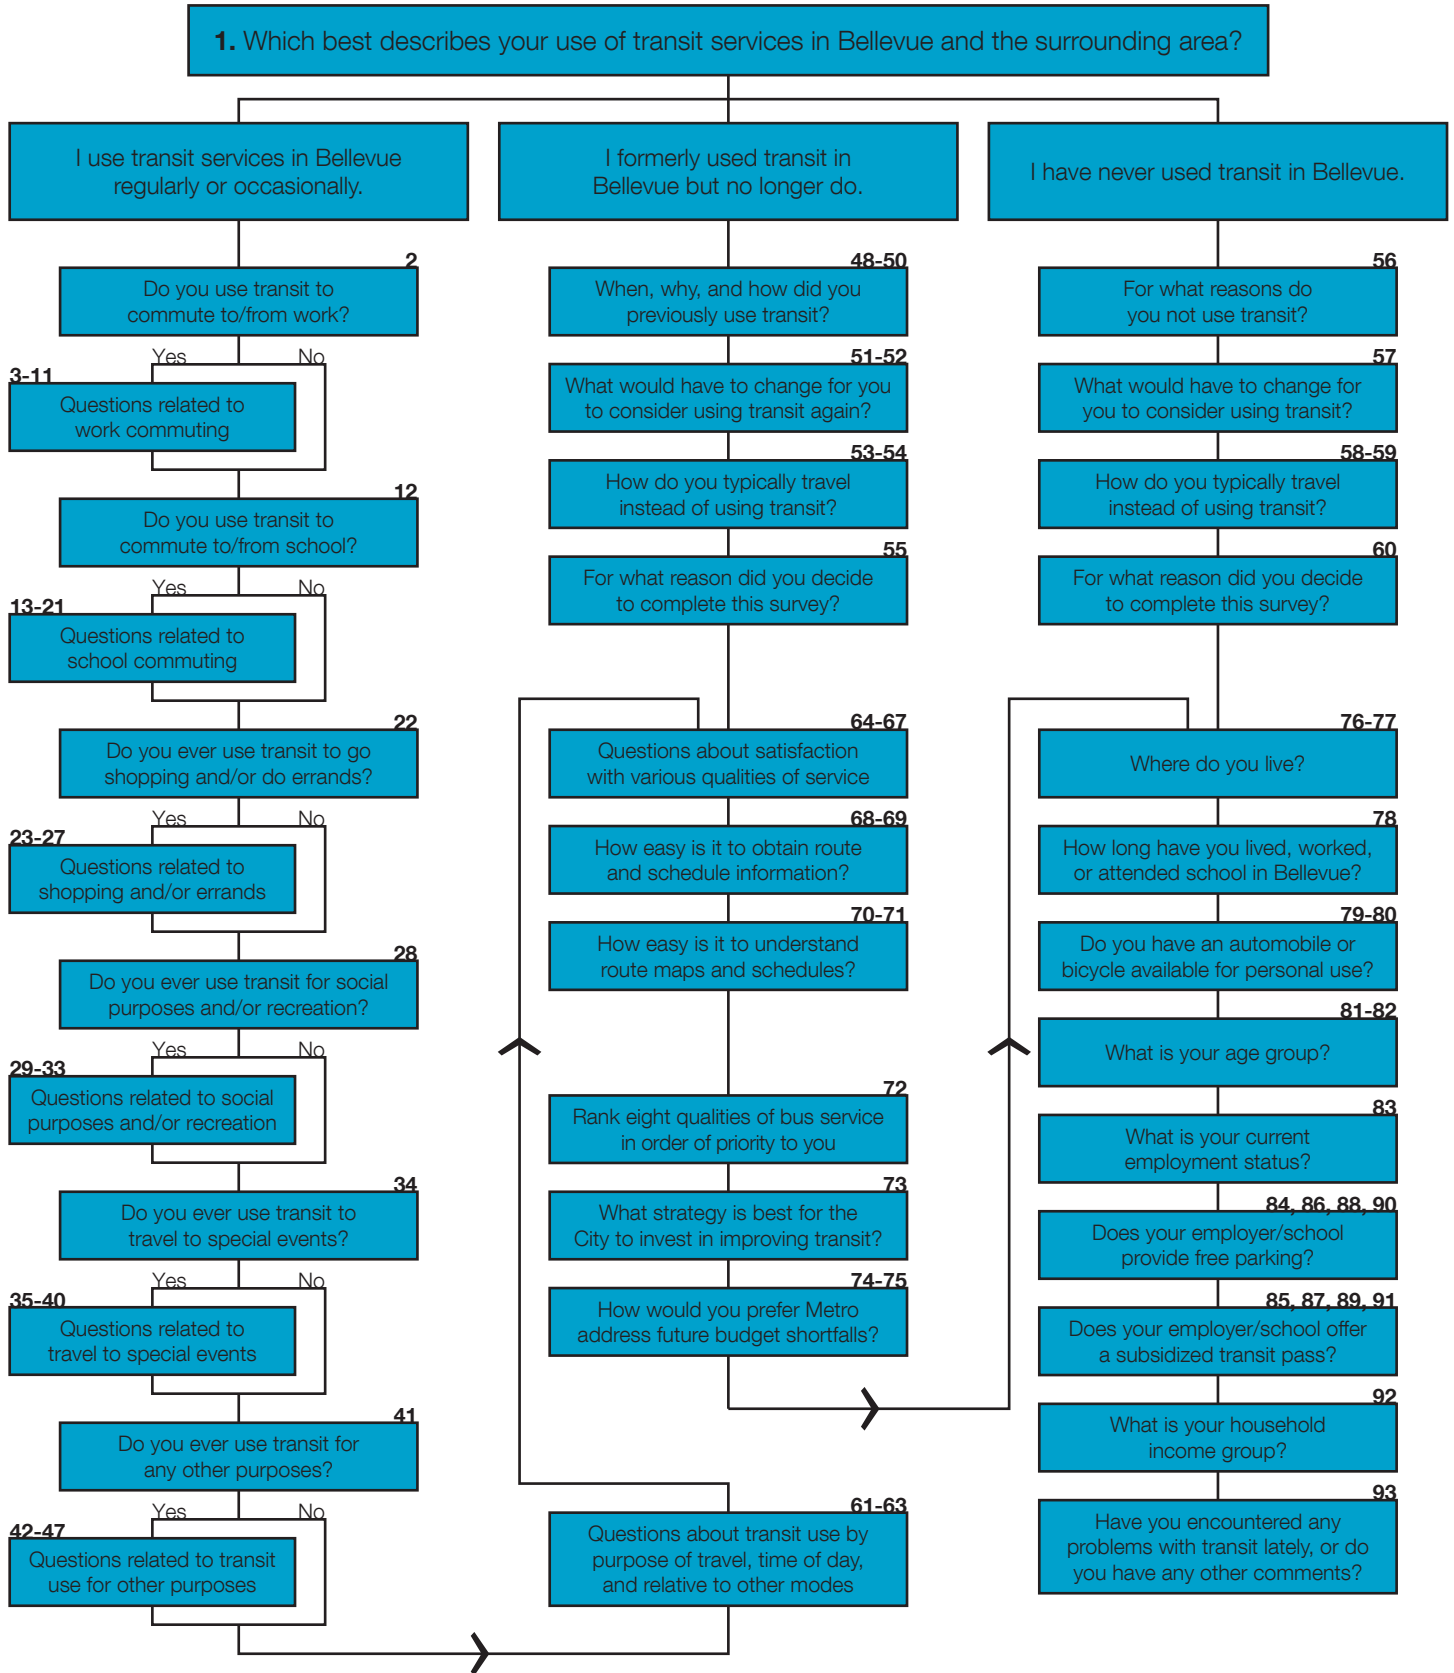 1. Which best describes your use of transit services in Bellevue and the surrounding area?
I use transit services in Bellevue
regularly or occasionally.
2
Do you use transit to
commute to/from work?
Yes
No
3-11
Questions related to
work commuting
12
Do you use transit to
commute to/from school?
Yes
No
13-21
Questions related to
school commuting
22
Do you ever use transit to go
shopping and/or do errands?
Yes
No
23-27
Questions related to
shopping and/or errands
28
Do you ever use transit for social
purposes and/or recreation?
Yes
No
29-33
Questions related to social
purposes and/or recreation
34
Do you ever use transit to
travel to special events?
Yes
No
35-40
Questions related to
travel to special events
41
Do you ever use transit for
any other purposes?
Yes
No
42-47
Questions related to transit
use for other purposes
I formerly used transit in
Bellevue but no longer do.
48-50
When, why, and how did you
previously use transit?
51-52
What would have to change for you
to consider using transit again?
53-54
How do you typically travel
instead of using transit?
55
For what reason did you decide
to complete this survey?
64-67
Questions about satisfaction
with various qualities of service
68-69
How easy is it to obtain route
and schedule information?
70-71
How easy is it to understand
route maps and schedules?
72
Rank eight qualities of bus service
in order of priority to you
73
What strategy is best for the
City to invest in improving transit?
74-75
How would you prefer Metro
address future budget shortfalls?
61-63
Questions about transit use by
purpose of travel, time of day,
and relative to other modes
I have never used transit in Bellevue.
56
For what reasons do
you not use transit?
57
What would have to change for
you to consider using transit?
58-59
How do you typically travel
instead of using transit?
60
For what reason did you decide
to complete this survey?
76-77
Where do you live?
78
How long have you lived, worked,
or attended school in Bellevue?
79-80
Do you have an automobile or
bicycle available for personal use?
81-82
What is your age group?
83
What is your current
employment status?
84, 86, 88, 90
Does your employer/school
provide free parking?
85, 87, 89, 91
Does your employer/school offer
a subsidized transit pass?
92
What is your household
income group?
93
Have you encountered any
problems with transit lately, or do
you have any other comments?